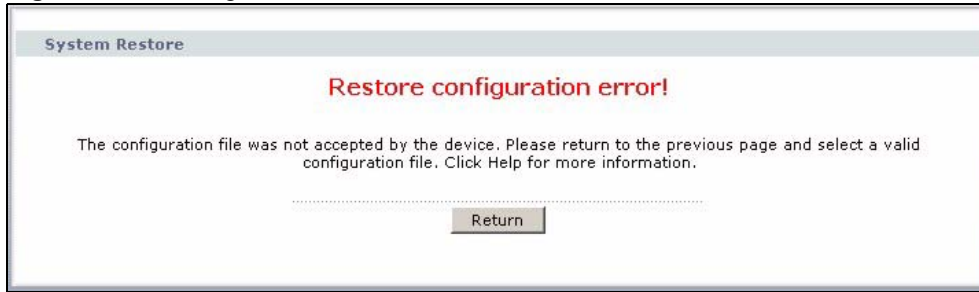 System Restore
Restore configuration error!
The configuration file was not accepted by the device. Please return to the previous page and select a valid
configuration file. Click Help for more information.
Return